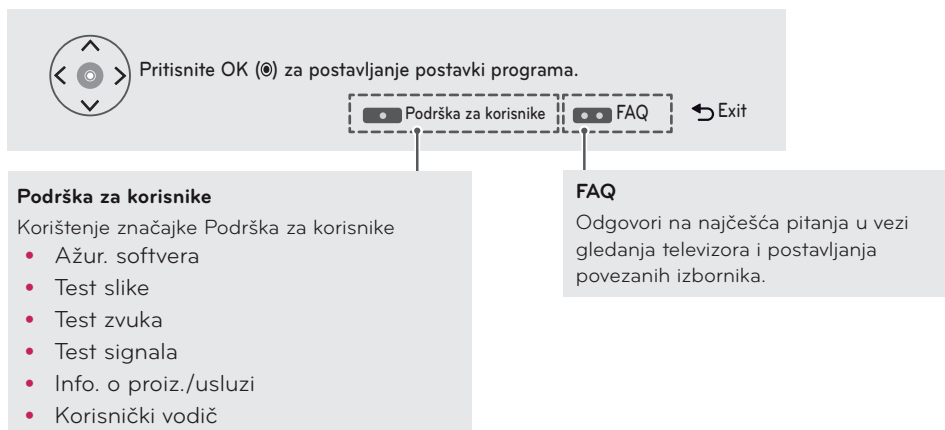 Pritisnite OK (◉) za postavljanje postavki programa.
Podrška za korisnike FAQ Exit
Podrška za korisnike
Korištenje značajke Podrška za korisnike
• Ažur. softvera
• Test slike
• Test zvuka
• Test signala
• Info. o proiz./usluzi
• Korisnički vodič
FAQ
Odgovori na najčešća pitanja u vezi
gledanja televizora i postavljanja
povezanih izbornika.